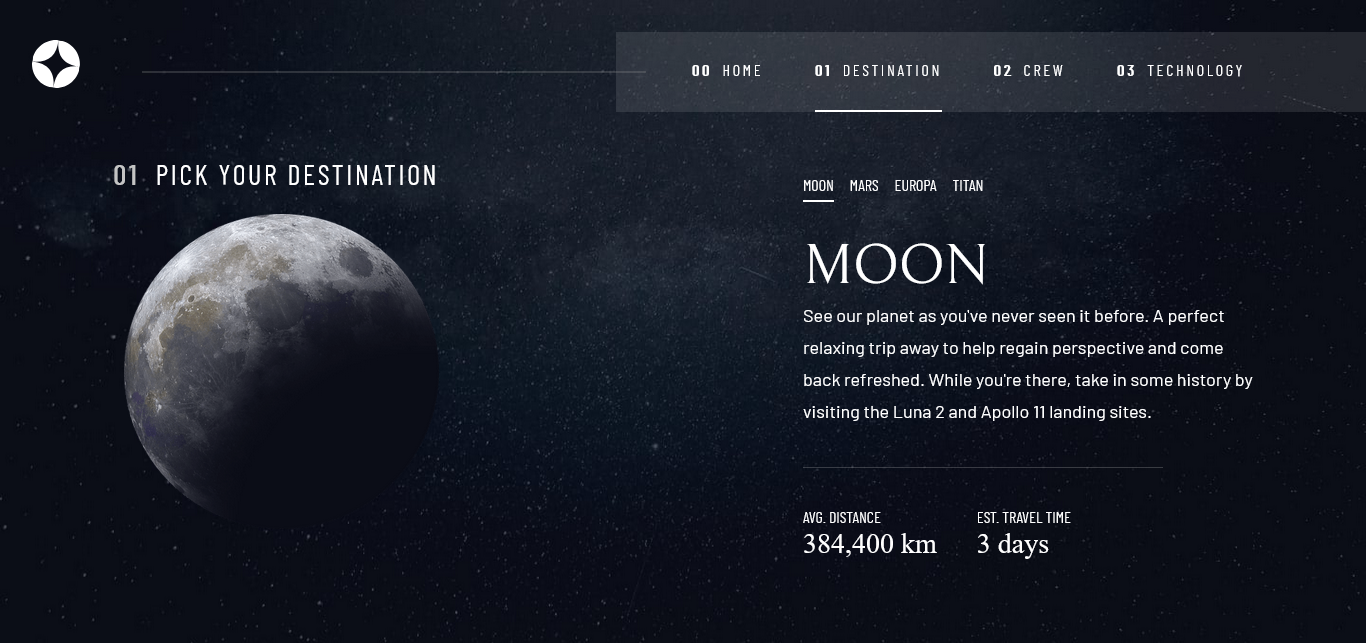 00 HOME 01 DESTINATION 02 CREW 03 TECHNOLOGY
01 PICK YOUR DESTINATION
MOON MARS EUROPA TITAN
MOON
See our planet as you've never seen it before. A perfect
relaxing trip away to help regain perspective and come
back refreshed. While you're there, take in some history by
visiting the Luna 2 and Apollo 11 landing sites.
AVG. DISTANCE EST. TRAVEL TIME
384,400 km 3 days